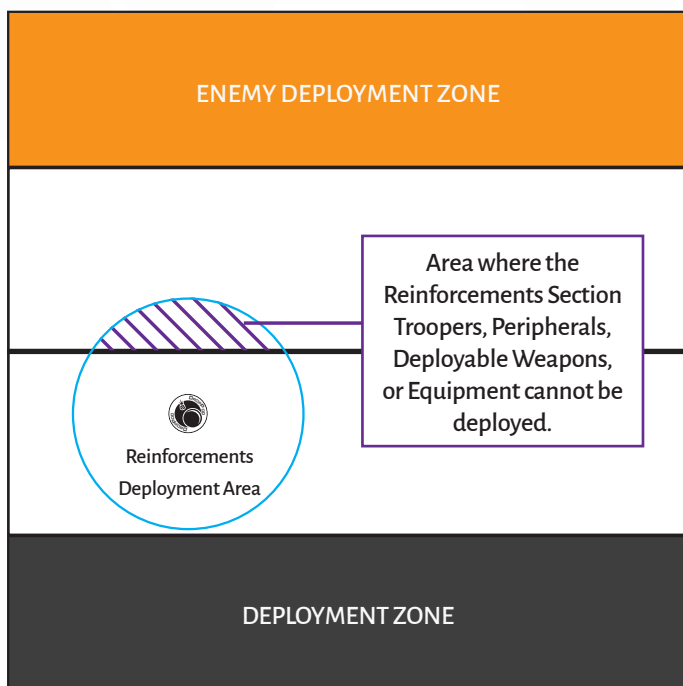 ENEMY DEPLOYMENT ZONE
Area where the
Reinforcements Section
Troopers, Peripherals,
Deployable Weapons,
or Equipment cannot be
deployed.
Reinforcements
Deployment Area
DEPLOYMENT ZONE